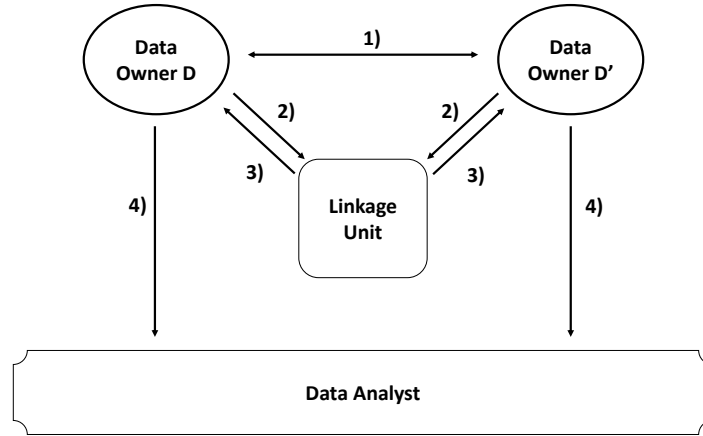 Data
Owner D
1)
Data
Owner D’
2)
2)
3)
3)
Linkage
Unit
4)
4)
Data Analyst